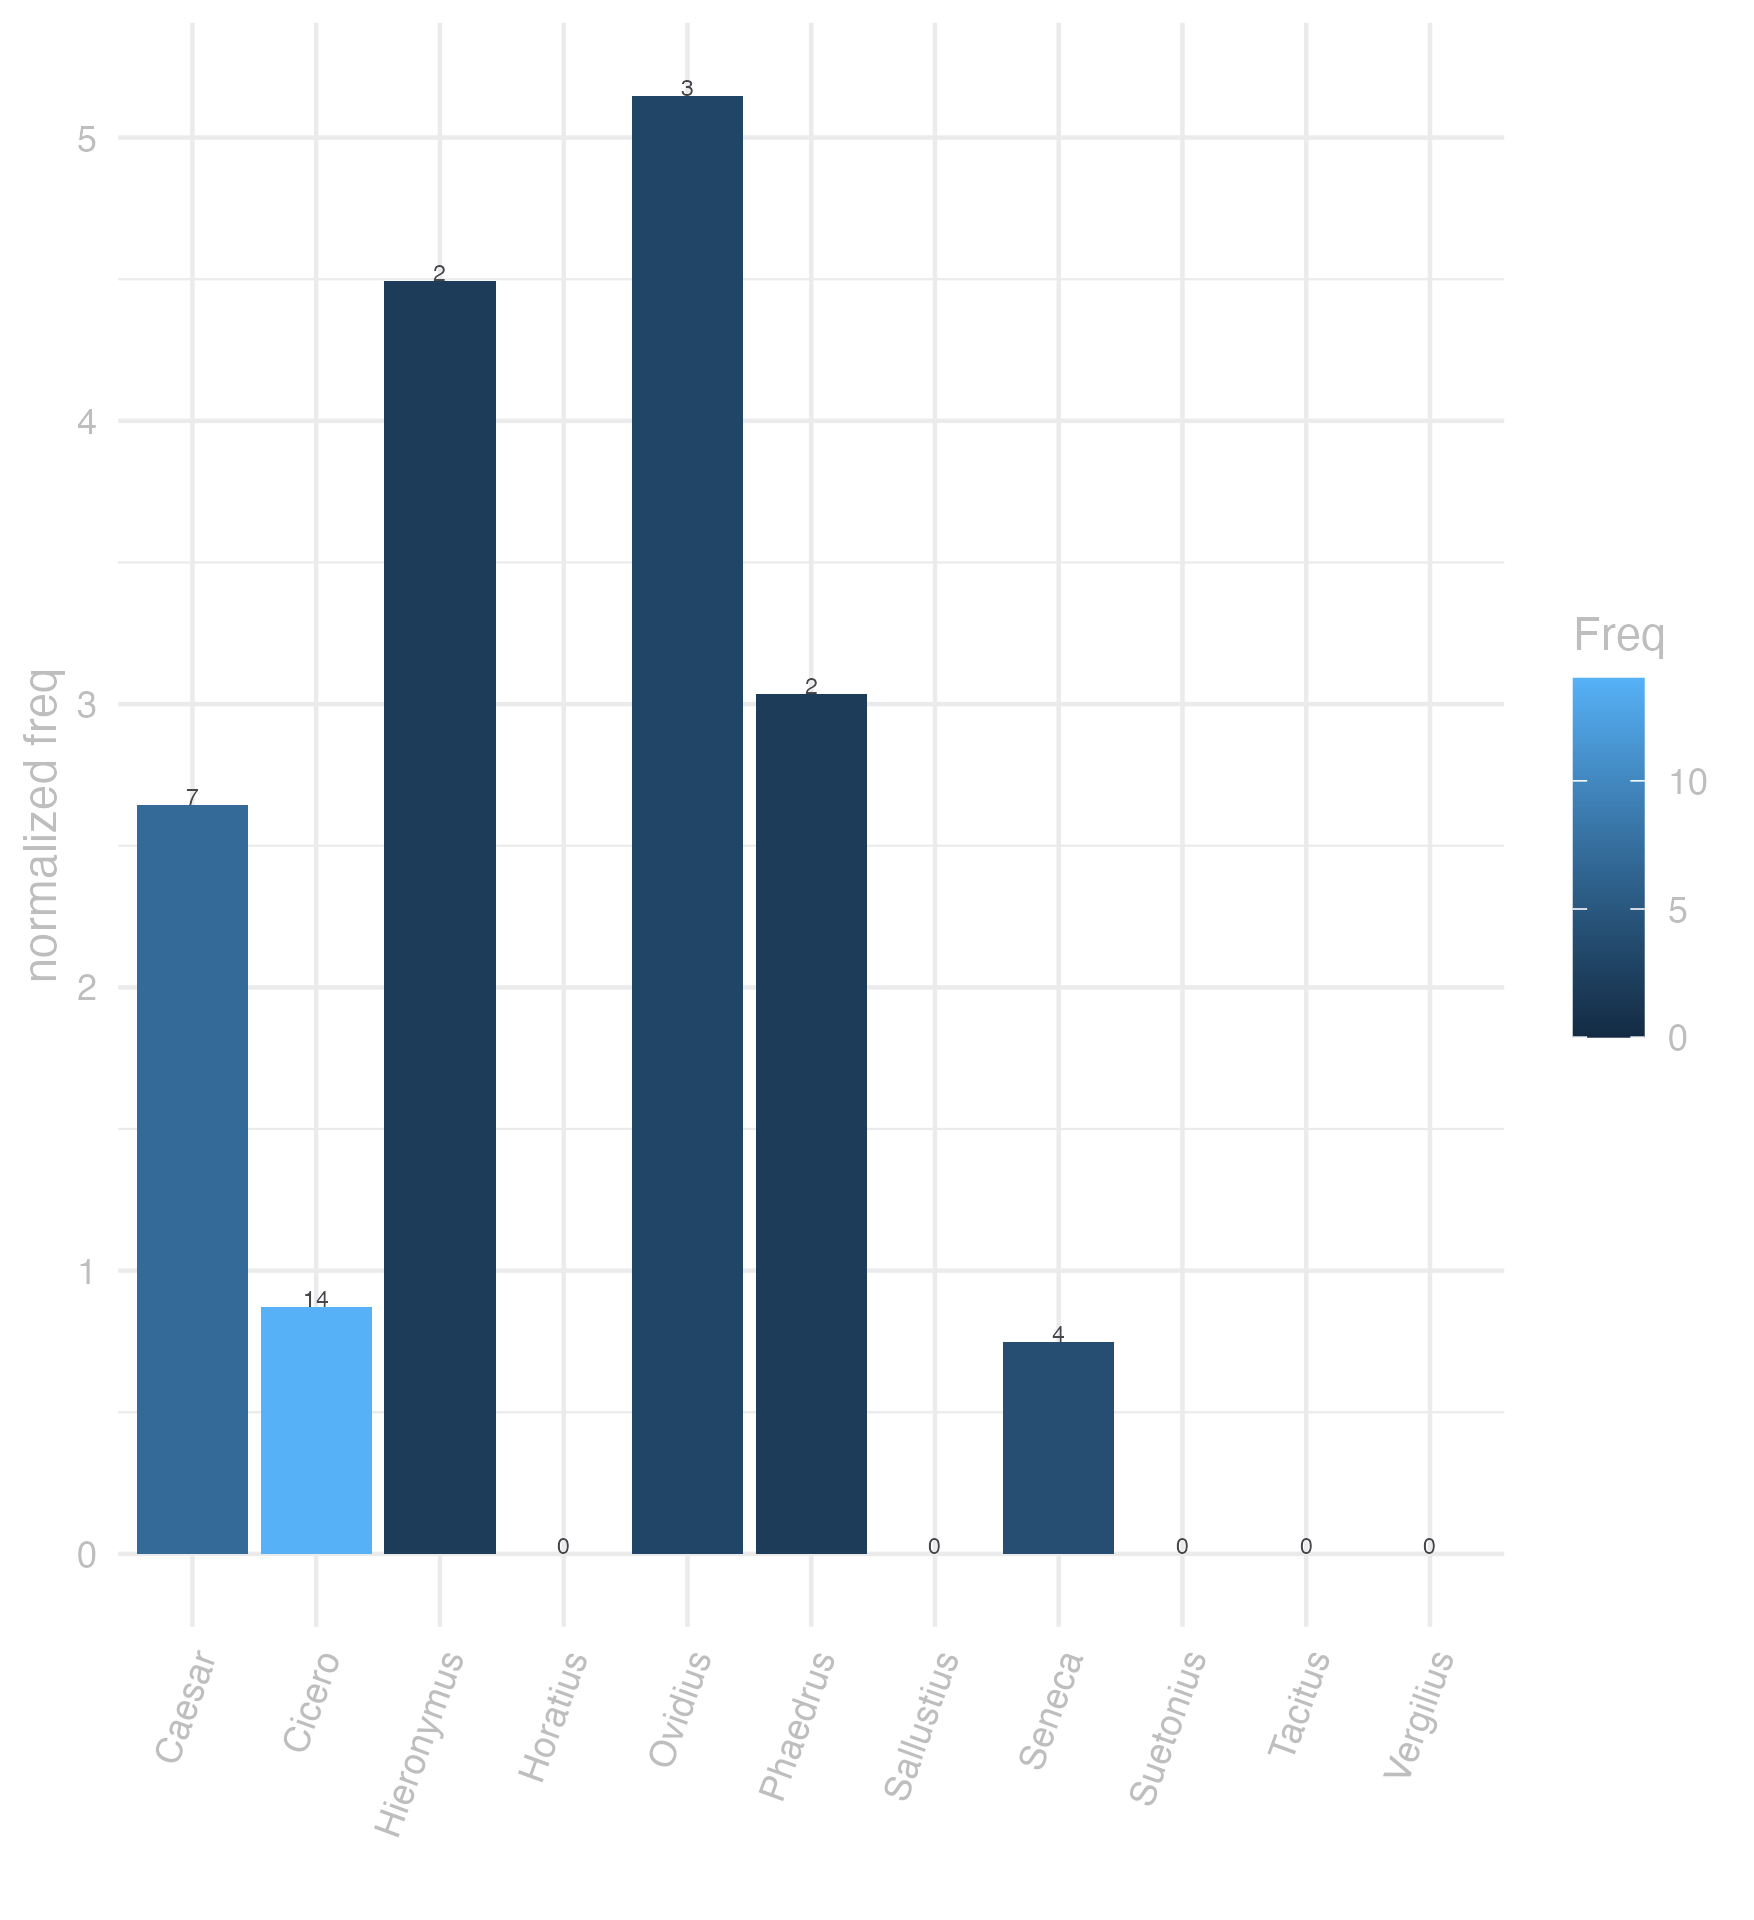 normalized freq
5
4
3
2
1
0
7
14
2
0
3
2
0
4
0
0
0
Caesar
Cicero
Hieronymus
Horatius
Ovidius
Phaedrus
Sallustius
Seneca
Suetonius
Tacitus
Vergilius
Freq
10
5
0